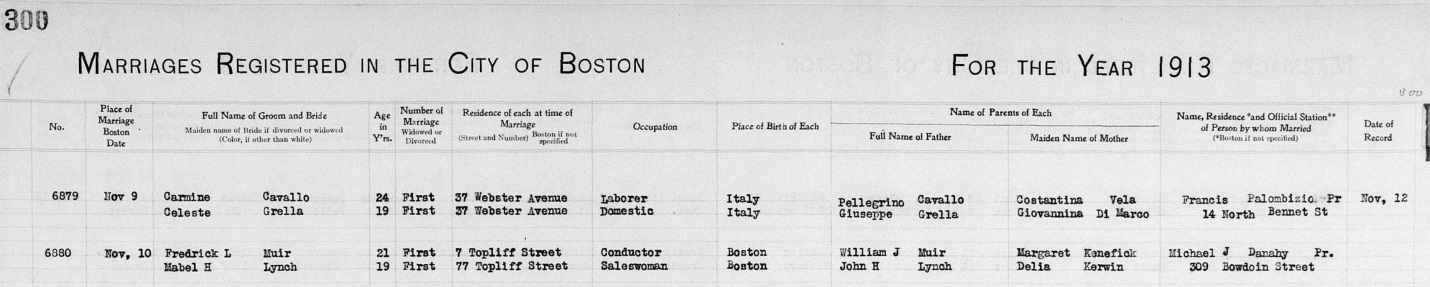 300
MARRIAGES REGISTERED IN THE CITY OF BOSTON FOR THE YEAR 1913
No. Place of Marriage Boston Date Full Name of Groom and Bride Maiden name of Bride if divorced or widowed (Color, if other than white) Age in Y'rs. Number of Marriage Widowed or Divorced Residence of each at time of Marriage (Street and Number) Boston if not specified Occupation Place of Birth of Each Name of Parents of Each Full Name of Father Maiden Name of Mother Name, Residence *and Official Station** of Person by whom Married (*Boston if not specified) Date of Record
6879 Nov 9 Carmine Cavallo 24 First 37 Webster Avenue Laborer Italy Pellegrino Cavallo Costantina Vela Francis Palombizio Pr Nov, 12
Celeste Grella 19 First 37 Webster Avenue Domestic Italy Giuseppe Grella Giovannina Di Marco 14 North Bennet St
6880 Nov, 10 Fredrick L Muir 21 First 7 Topliff Street Conductor Boston William J Muir Margaret Kenefick Michael J Danahy Pr.
Mabel H Lynch 19 First 77 Topliff Street Saleswoman Boston John H Lynch Delia Kerwin 309 Bowdoin Street